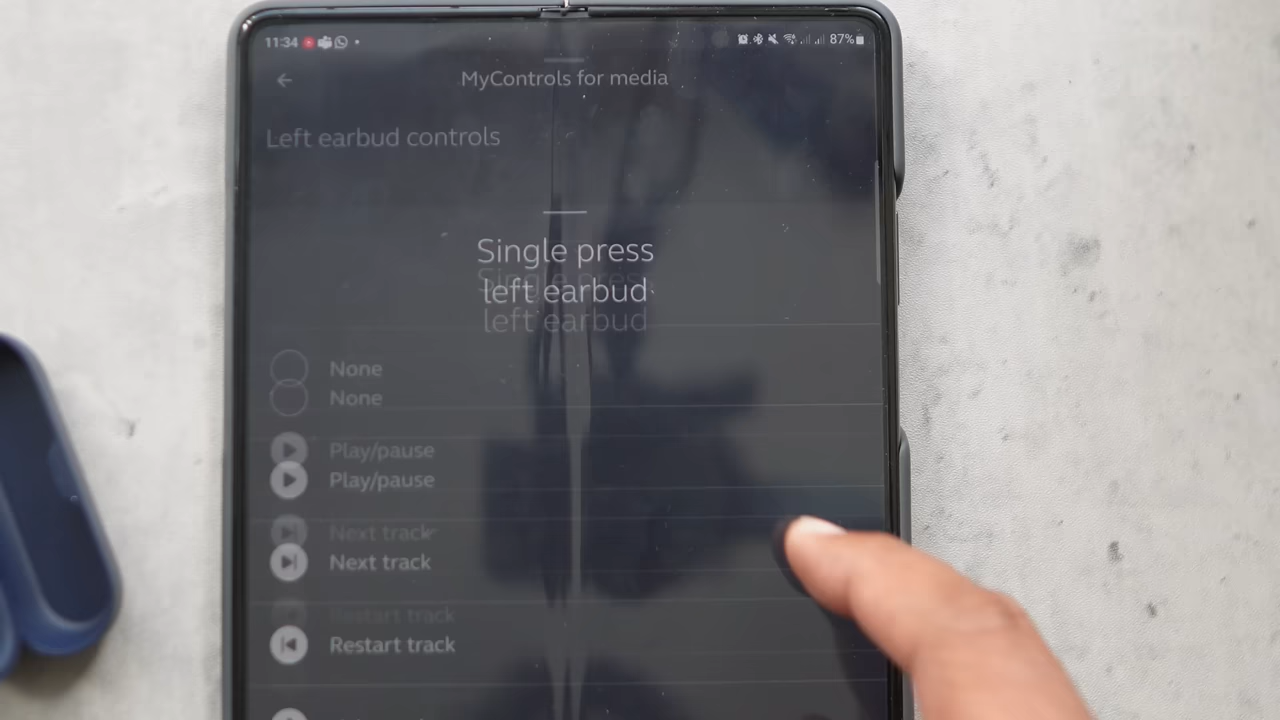 11:34
87%
MyControls for media
Left earbud controls
Single press
Single press
left earbud
left earbud
None
None
Play/pause
Play/pause
Next track
Next track
Restart track
Restart track